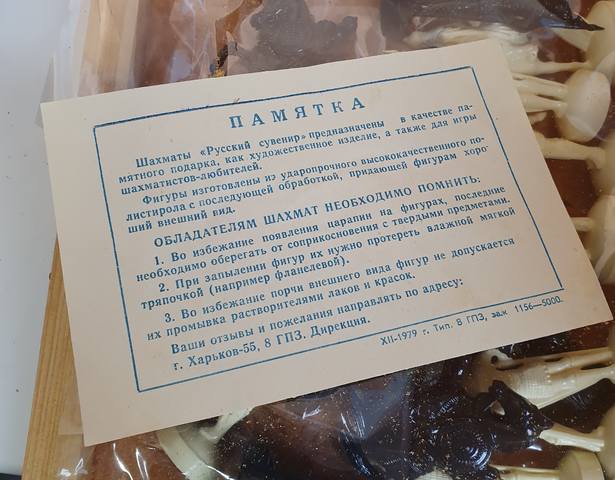 ПАМЯТКА
Шахматы «Русский сувенир» предназначены в качестве па-
мятного подарка, как художественное изделие, а также для игры
шахматистов-любителей.
Фигуры изготовлены из ударопрочного высококачественного по-
листирола с последующей обработкой, придающей фигурам хоро-
ший внешний вид.
ОБЛАДАТЕЛЯМ ШАХМАТ НЕОБХОДИМО ПОМНИТЬ:
1. Во избежание появления царапин на фигурах, последние
необходимо оберегать от соприкосновения с твердыми предметами.
2. При запылении фигур их нужно протереть влажной мягкой
тряпочкой (например фланелевой).
3. Во избежание порчи внешнего вида фигур не допускается
их промывка растворителями лаков и красок.
Ваши отзывы и пожелания направлять по адресу:
г. Харьков-55, 8 ГПЗ. Дирекция.
XII-1979 г. Тип. 8 ГПЗ, зак 1156—5000.